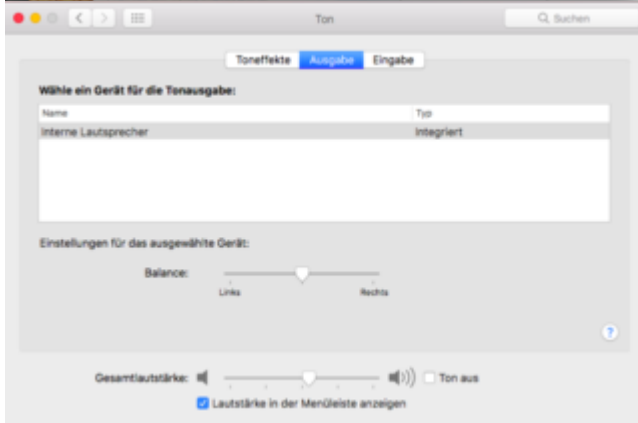 Ton
Suchen
Toneffekte Ausgabe Eingabe
Wähle ein Gerät für die Tonausgabe:
Name Typ
Interne Lautsprecher Integriert
Einstellungen für das ausgewählte Gerät:
Balance:
Links Rechts
?
Gesamtlautstärke: Ton aus
Lautstärke in der Menüleiste anzeigen